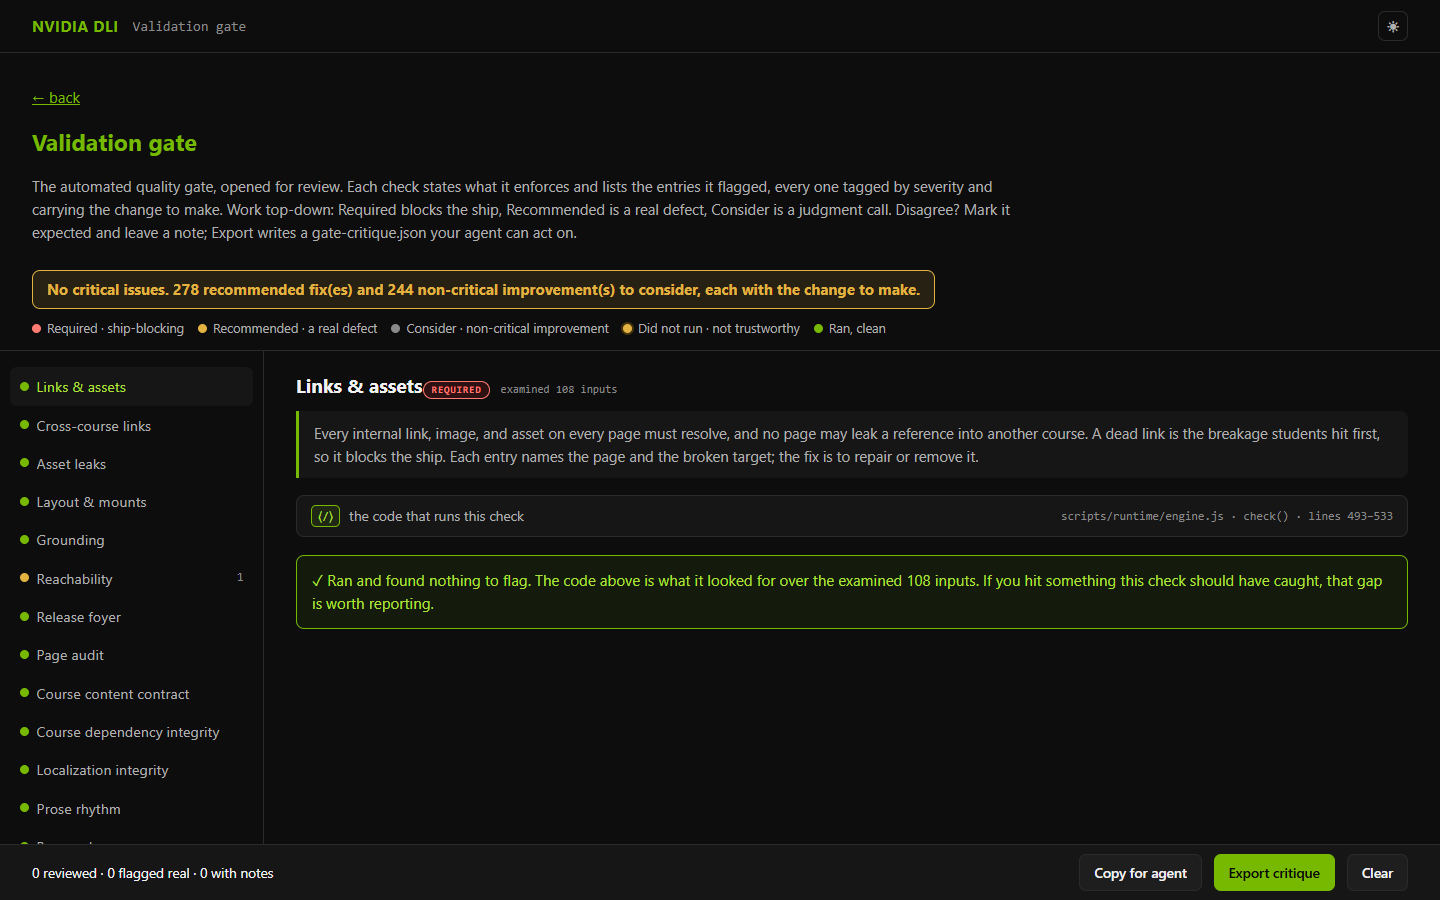 NVIDIA DLI Validation gate
← back
Validation gate
The automated quality gate, opened for review. Each check states what it enforces and lists the entries it flagged, every one tagged by severity and
carrying the change to make. Work top-down: Required blocks the ship, Recommended is a real defect, Consider is a judgment call. Disagree? Mark it
expected and leave a note; Export writes a gate-critique.json your agent can act on.
No critical issues. 278 recommended fix(es) and 244 non-critical improvement(s) to consider, each with the change to make.
Required · ship-blocking Recommended · a real defect Consider · non-critical improvement Did not run · not trustworthy Ran, clean
Links & assets
Cross-course links
Asset leaks
Layout & mounts
Grounding
Reachability 1
Release foyer
Page audit
Course content contract
Course dependency integrity
Localization integrity
Prose rhythm
Links & assets REQUIRED examined 108 inputs
Every internal link, image, and asset on every page must resolve, and no page may leak a reference into another course. A dead link is the breakage students hit first,
so it blocks the ship. Each entry names the page and the broken target; the fix is to repair or remove it.
⟨/⟩ the code that runs this check scripts/runtime/engine.js · check() · lines 493–533
✓ Ran and found nothing to flag. The code above is what it looked for over the examined 108 inputs. If you hit something this check should have caught, that gap
is worth reporting.
0 reviewed · 0 flagged real · 0 with notes
Copy for agent Export critique Clear